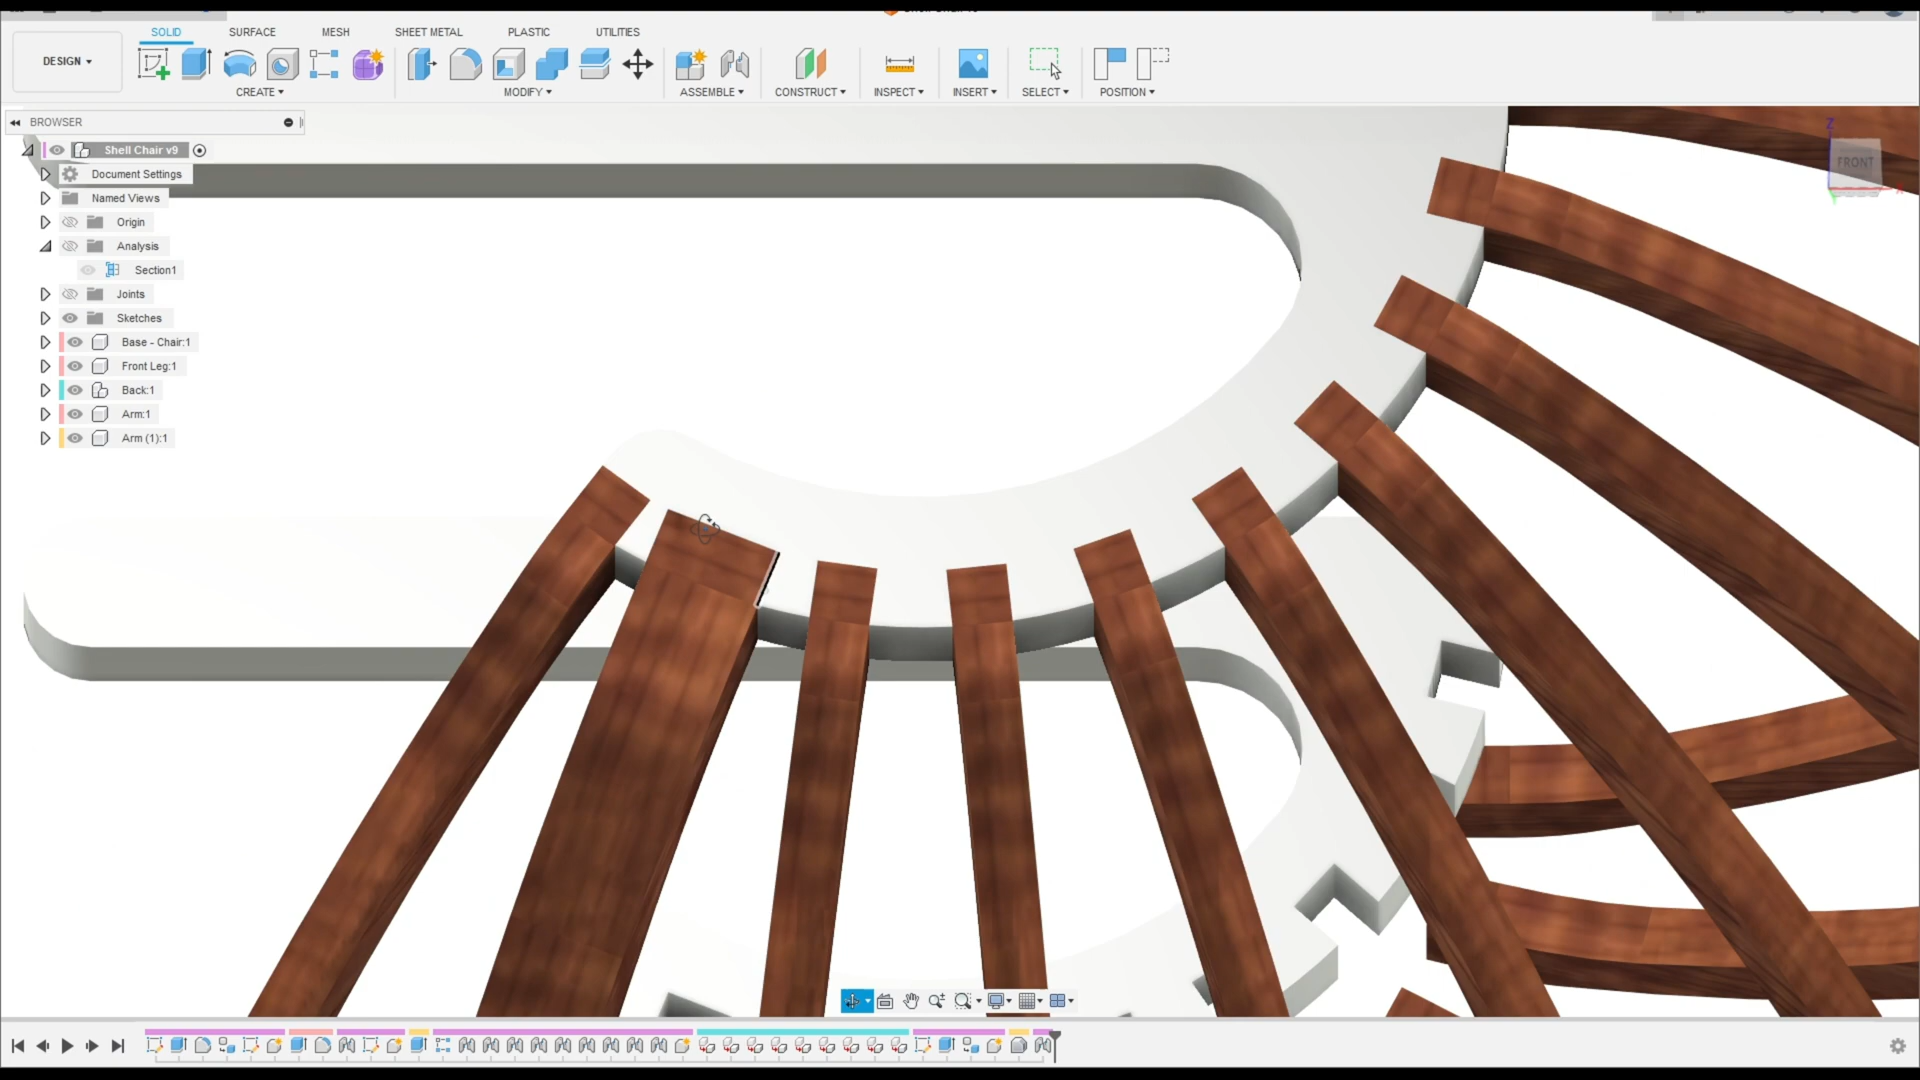 SOLID SURFACE MESH SHEET METAL PLASTIC UTILITIES
DESIGN
CREATE MODIFY ASSEMBLE CONSTRUCT INSPECT INSERT SELECT POSITION
BROWSER
Shell Chair v9
Document Settings
Named Views
Origin
Analysis
Section1
Joints
Sketches
Base - Chair:1
Front Leg:1
Back:1
Arm:1
Arm (1):1
Z
FRONT